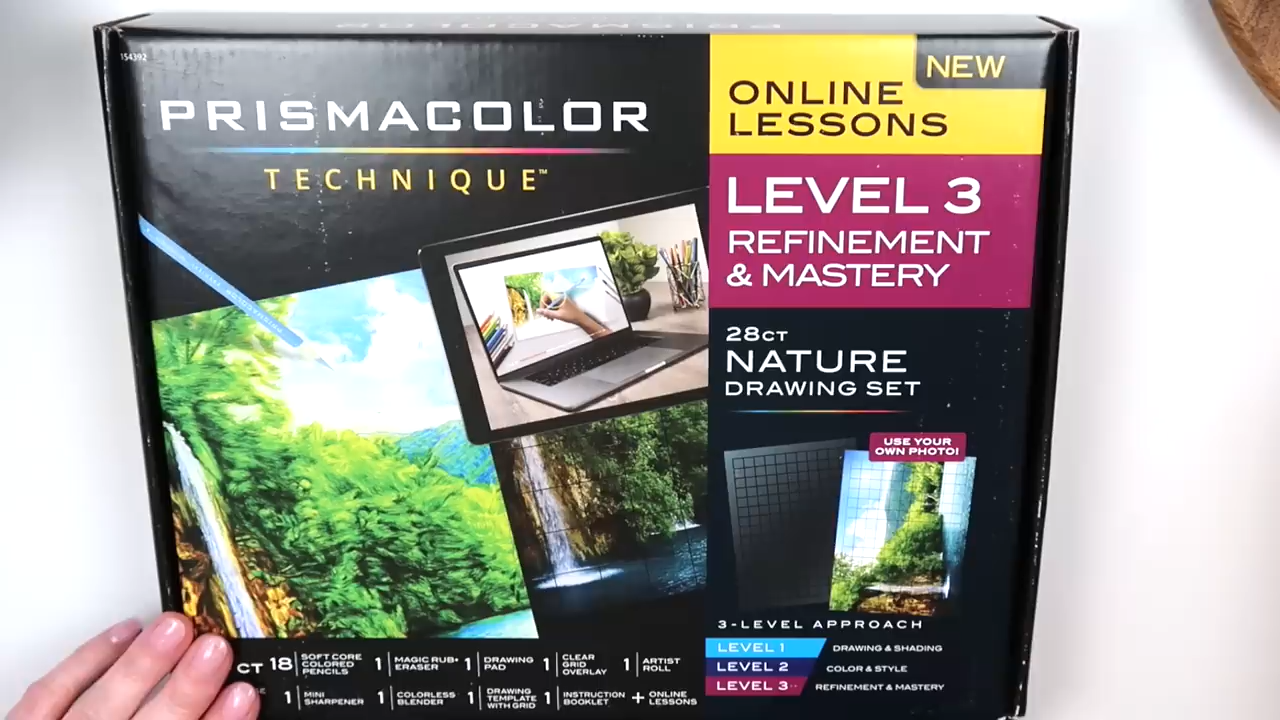 154392
PRISMACOLOR
TECHNIQUE™
NEW
ONLINE
LESSONS
LEVEL 3
REFINEMENT
& MASTERY
28CT
NATURE
DRAWING SET
USE YOUR
OWN PHOTO!
3-LEVEL APPROACH
LEVEL 1 DRAWING & SHADING
LEVEL 2 COLOR & STYLE
LEVEL 3 REFINEMENT & MASTERY
CT
18 SOFT CORE
COLORED
PENCILS
1 MAGIC RUB
ERASER
1 DRAWING
PAD
1 CLEAR
GRID
OVERLAY
1 ARTIST
ROLL
1 MINI
SHARPENER
1 COLORLESS
BLENDER
1 DRAWING
TEMPLATE
WITH GRID
1 INSTRUCTION
BOOKLET
+ ONLINE
LESSONS